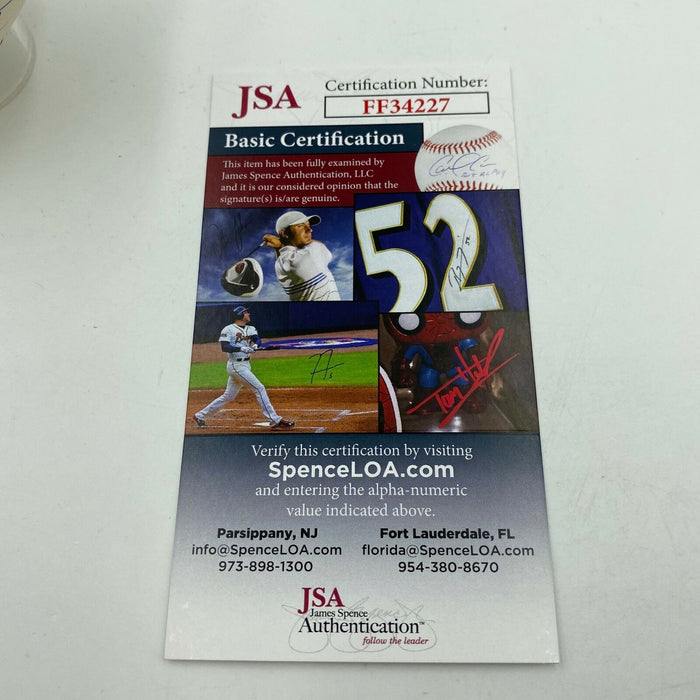 JSA
Certification Number:
FF34227
Basic Certification
This item has been fully examined by
James Spence Authentication, LLC
and it is our considered opinion that the
signature(s) is/are genuine.
52
52
Verify this certification by visiting
SpenceLOA.com
and entering the alpha-numeric
value indicated above.
Parsippany, NJ
info@SpenceLOA.com
973-898-1300
Fort Lauderdale, FL
florida@SpenceLOA.com
954-380-8670
JSA
James Spence
Authentication™
follow the leader